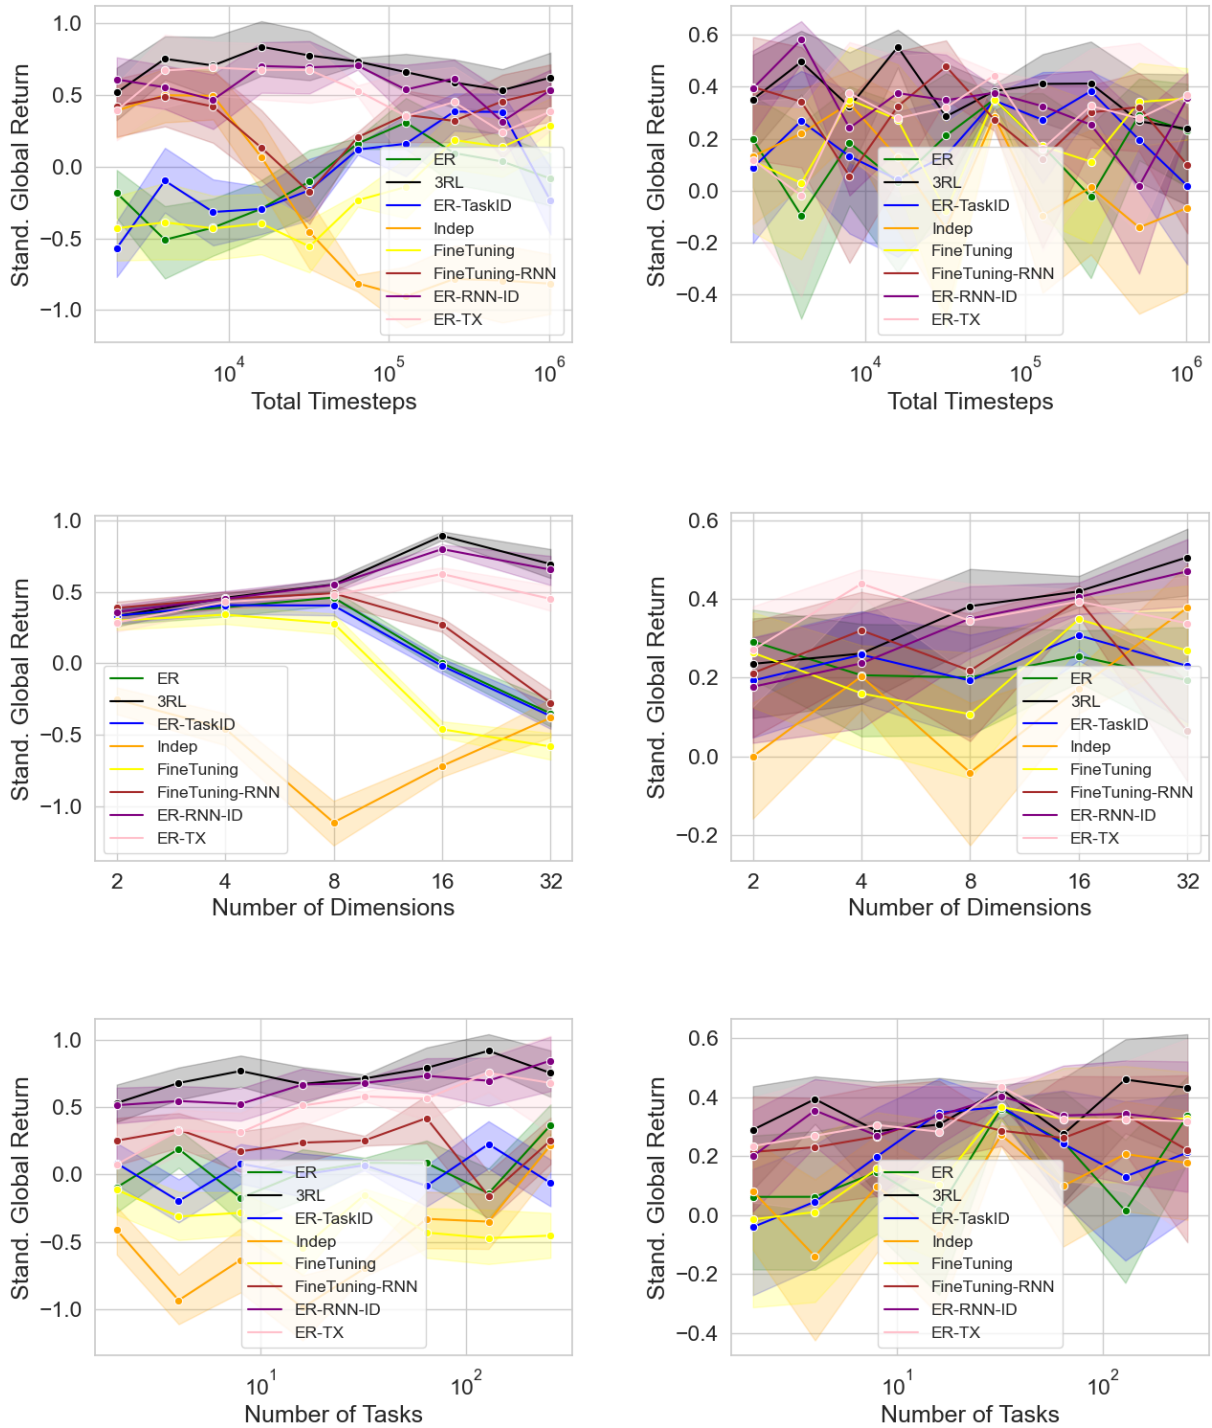 Stand. Global Return
1.0
0.5
0.0
−0.5
−1.0
ER
3RL
ER-TaskID
Indep
FineTuning
FineTuning-RNN
ER-RNN-ID
ER-TX
10^4
10^5
10^6
Total Timesteps
Stand. Global Return
0.6
0.4
0.2
0.0
−0.2
−0.4
ER
3RL
ER-TaskID
Indep
FineTuning
FineTuning-RNN
ER-RNN-ID
ER-TX
10^4
10^5
10^6
Total Timesteps
Stand. Global Return
1.0
0.5
0.0
−0.5
−1.0
ER
3RL
ER-TaskID
Indep
FineTuning
FineTuning-RNN
ER-RNN-ID
ER-TX
2 4 8 16 32
Number of Dimensions
Stand. Global Return
0.6
0.4
0.2
0.0
−0.2
ER
3RL
ER-TaskID
Indep
FineTuning
FineTuning-RNN
ER-RNN-ID
ER-TX
2 4 8 16 32
Number of Dimensions
Stand. Global Return
1.0
0.5
0.0
−0.5
−1.0
ER
3RL
ER-TaskID
Indep
FineTuning
FineTuning-RNN
ER-RNN-ID
ER-TX
10^1
10^2
Number of Tasks
Stand. Global Return
0.6
0.4
0.2
0.0
−0.2
−0.4
ER
3RL
ER-TaskID
Indep
FineTuning
FineTuning-RNN
ER-RNN-ID
ER-TX
10^1
10^2
Number of Tasks